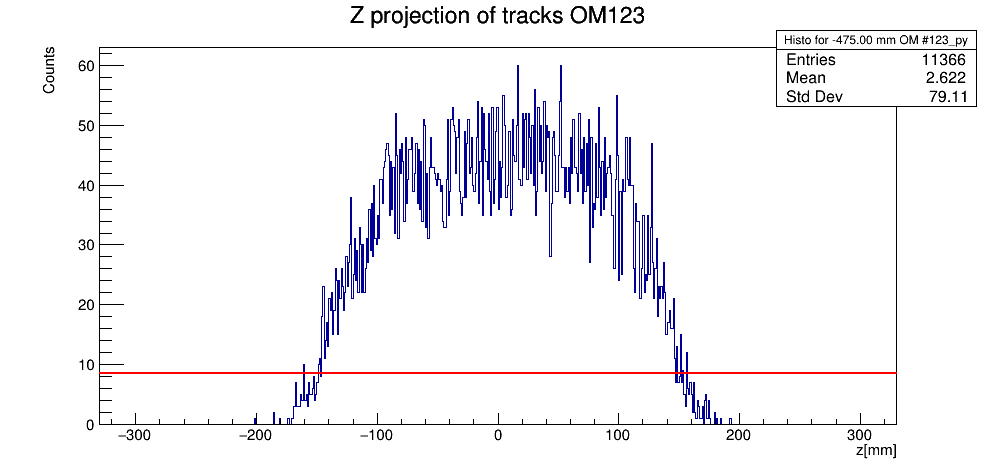 Z projection of tracks OM123
Histo for -475.00 mm OM #123_py
Entries 11366
Mean 2.622
Std Dev 79.11
Counts
60
50
40
30
20
10
0
−300 −200 −100 0 100 200 300
z[mm]